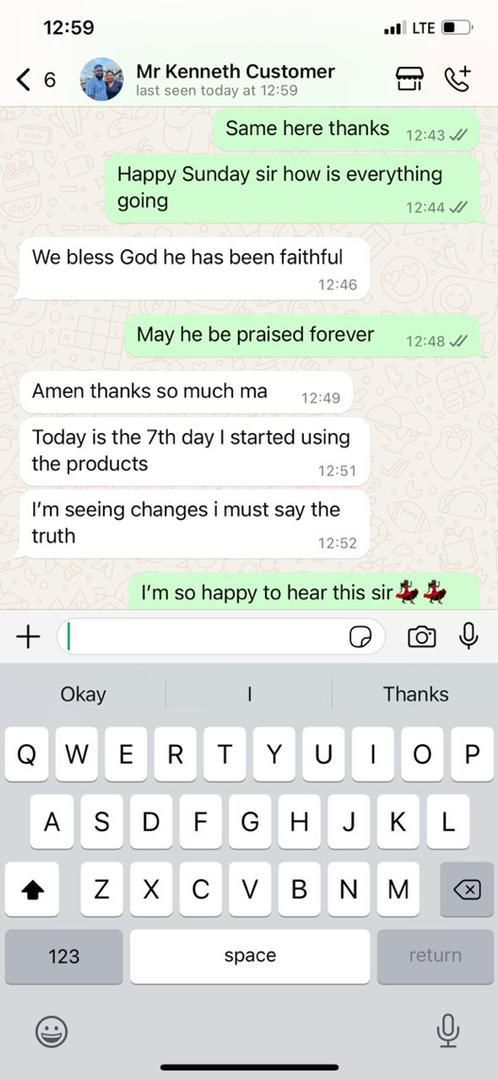 12:59
LTE
6
Mr Kenneth Customer
last seen today at 12:59
Same here thanks 12:43
Happy Sunday sir how is everything
going 12:44
We bless God he has been faithful
12:46
May he be praised forever 12:48
Amen thanks so much ma 12:49
Today is the 7th day I started using
the products 12:51
I'm seeing changes i must say the
truth 12:52
I'm so happy to hear this sir💃💃
Okay I Thanks
Q W E R T Y U I O P
A S D F G H J K L
Z X C V B N M
123 space return